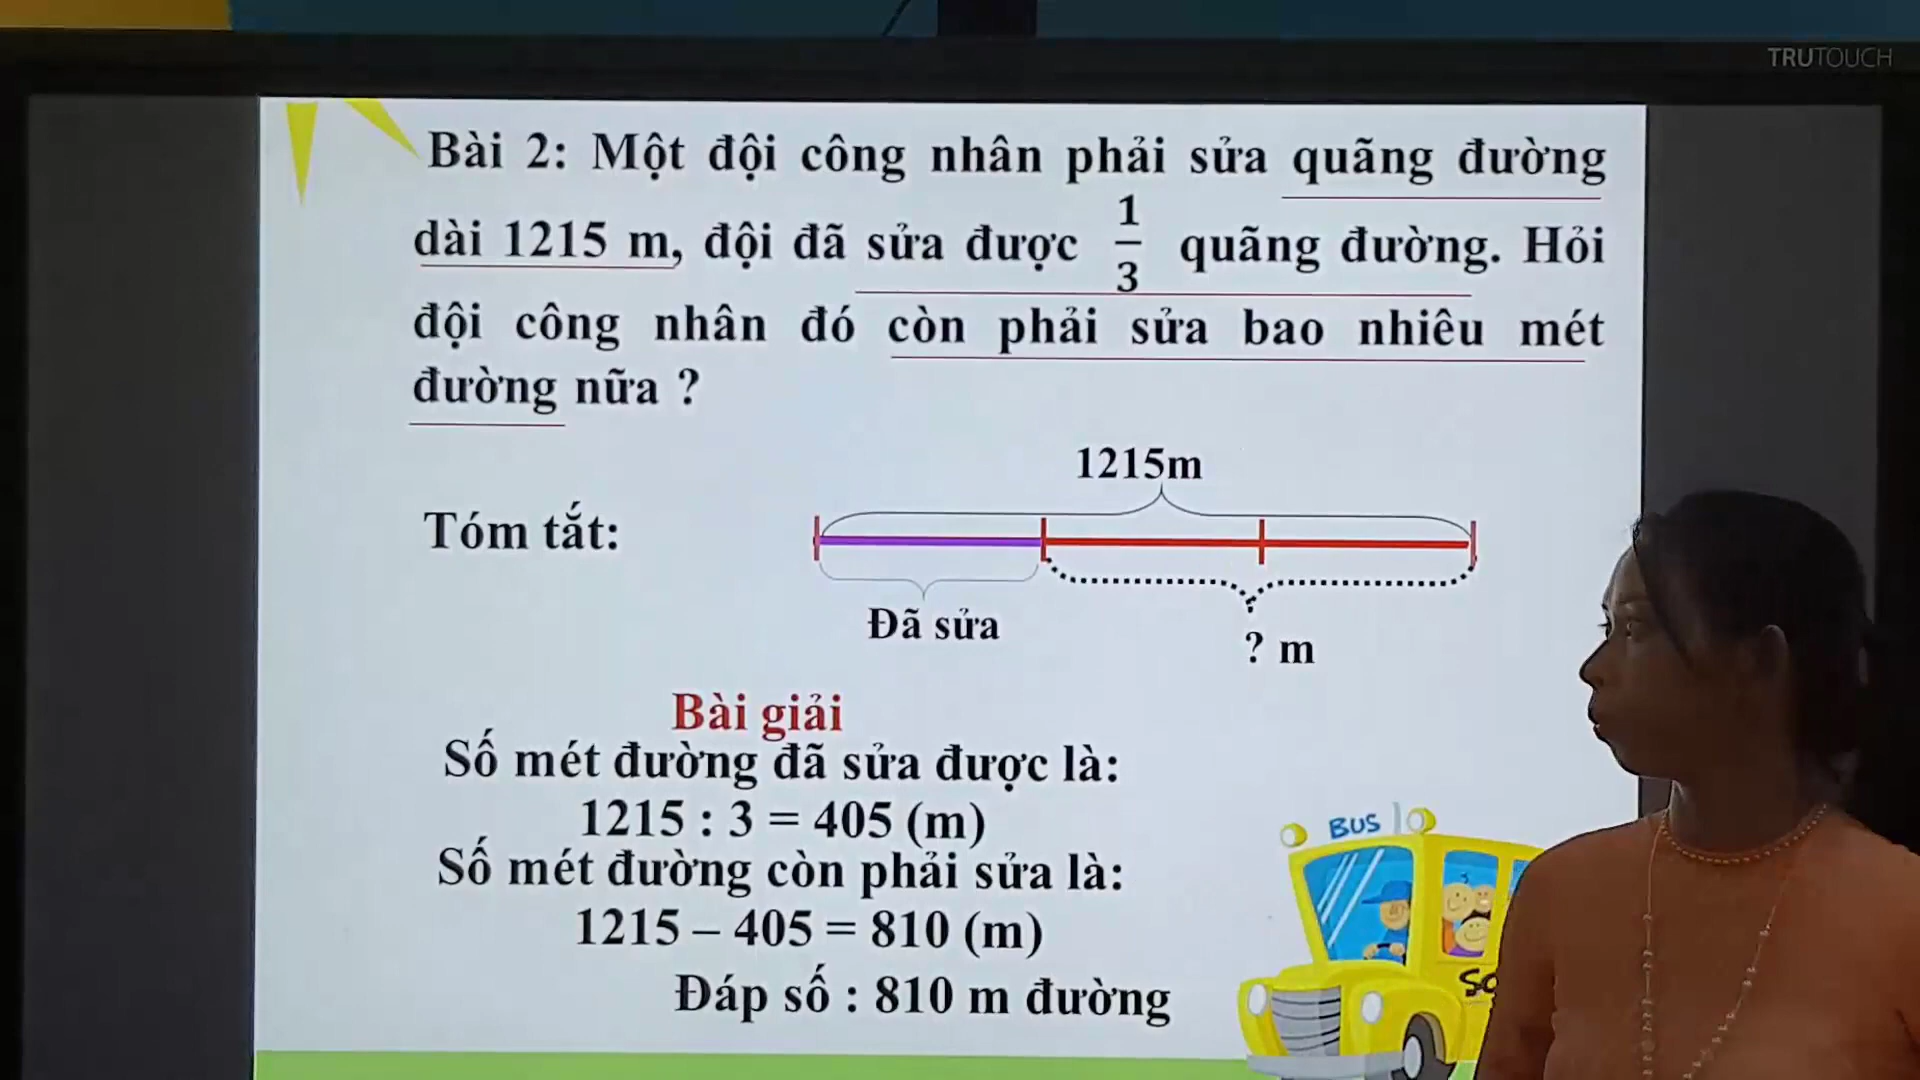 TRUTOUCH
Bài 2: Một đội công nhân phải sửa quãng đường
dài 1215 m, đội đã sửa được 1/3 quãng đường. Hỏi
đội công nhân đó còn phải sửa bao nhiêu mét
đường nữa ?
1215m
Tóm tắt:
Đã sửa
? m
Bài giải
Số mét đường đã sửa được là:
1215 : 3 = 405 (m)
Số mét đường còn phải sửa là:
1215 – 405 = 810 (m)
Đáp số : 810 m đường
BUS